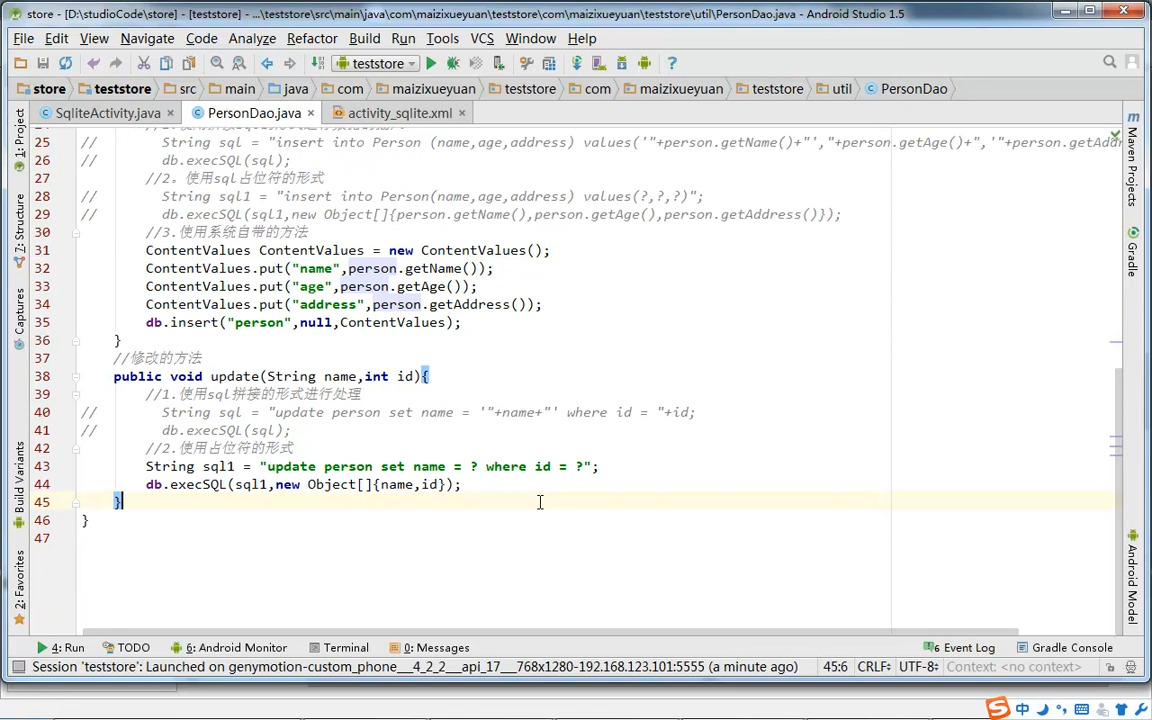 store - [D:\studioCode\store] - [teststore] - ...\teststore\src\main\java\com\maizixueyuan\teststore\com\maizixueyuan\teststore\util\PersonDao.java - Android Studio 1.5
File Edit View Navigate Code Analyze Refactor Build Run Tools VCS Window Help
teststore
store teststore src main java com maizixueyuan teststore com maizixueyuan teststore util PersonDao
SqliteActivity.java PersonDao.java activity_sqlite.xml
25 // String sql = "insert into Person (name,age,address) values('"+person.getName()+"',"+person.getAge()+",'"+person.getAddr
26 // db.execSQL(sql);
27 //2。使用sql占位符的形式
28 // String sql1 = "insert into Person(name,age,address) values(?,?,?)";
29 // db.execSQL(sql1,new Object[]{person.getName(),person.getAge(),person.getAddress()});
30 //3.使用系统自带的方法
31 ContentValues ContentValues = new ContentValues();
32 ContentValues.put("name",person.getName());
33 ContentValues.put("age",person.getAge());
34 ContentValues.put("address",person.getAddress());
35 db.insert("person",null,ContentValues);
36 }
37 //修改的方法
38 public void update(String name,int id){
39 //1.使用sql拼接的形式进行处理
40 // String sql = "update person set name = '"+name+"' where id = "+id;
41 // db.execSQL(sql);
42 //2.使用占位符的形式
43 String sql1 = "update person set name = ? where id = ?";
44 db.execSQL(sql1,new Object[]{name,id});
45 }
46 }
47
1: Project
7: Structure
Captures
Build Variants
2: Favorites
m
Maven Projects
Gradle
Android Model
4: Run TODO 6: Android Monitor Terminal 0: Messages 6 Event Log Gradle Console
Session 'teststore': Launched on genymotion-custom_phone__4_2_2__api_17__768x1280-192.168.123.101:5555 (a minute ago) 45:6 CRLF UTF-8 Context: <no context>
S 中